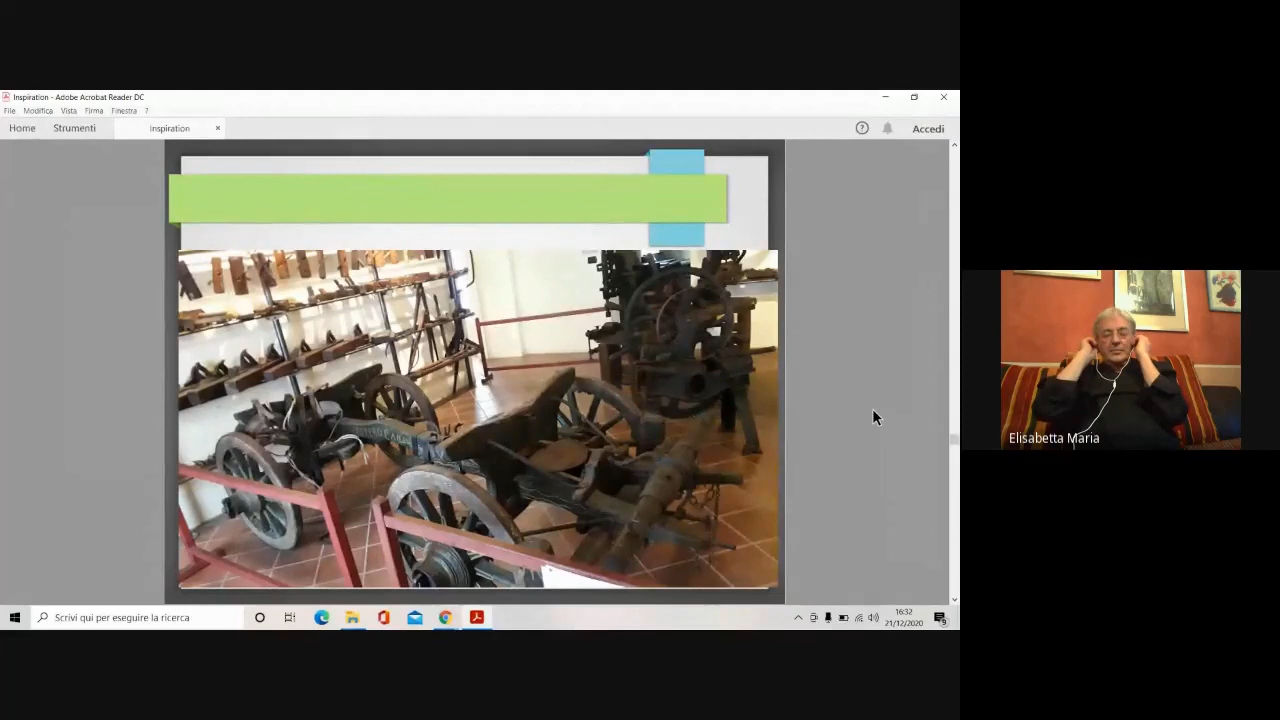 Inspiration - Adobe Acrobat Reader DC
File Modifica Vista Firma Finestra ?
Home Strumenti Inspiration × ? Accedi
Elisabetta Maria
Scrivi qui per eseguire la ricerca
16:32
21/12/2020
9